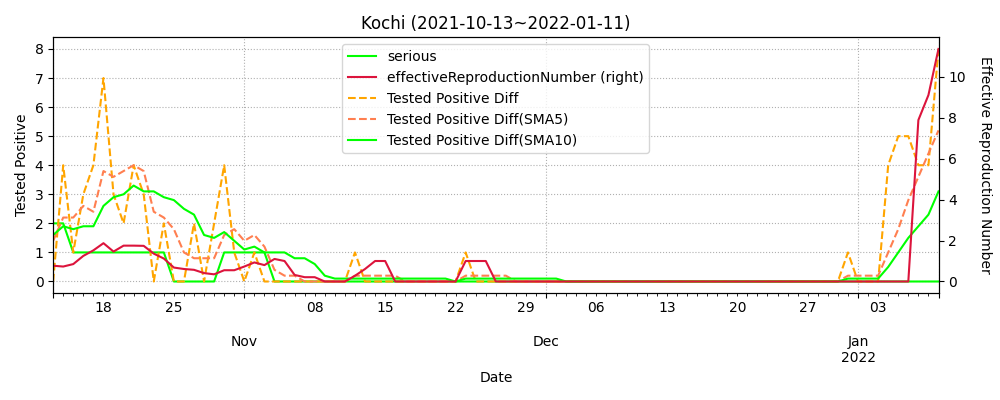 Kochi (2021-10-13~2022-01-11)
serious
effectiveReproductionNumber (right)
Tested Positive Diff
Tested Positive Diff(SMA5)
Tested Positive Diff(SMA10)
Tested Positive
8
7
6
5
4
3
2
1
0
Effective Reproduction Number
10
8
6
4
2
0
18 25 08 15 22 29 06 13 20 27 03
Nov Dec Jan
2022
Date